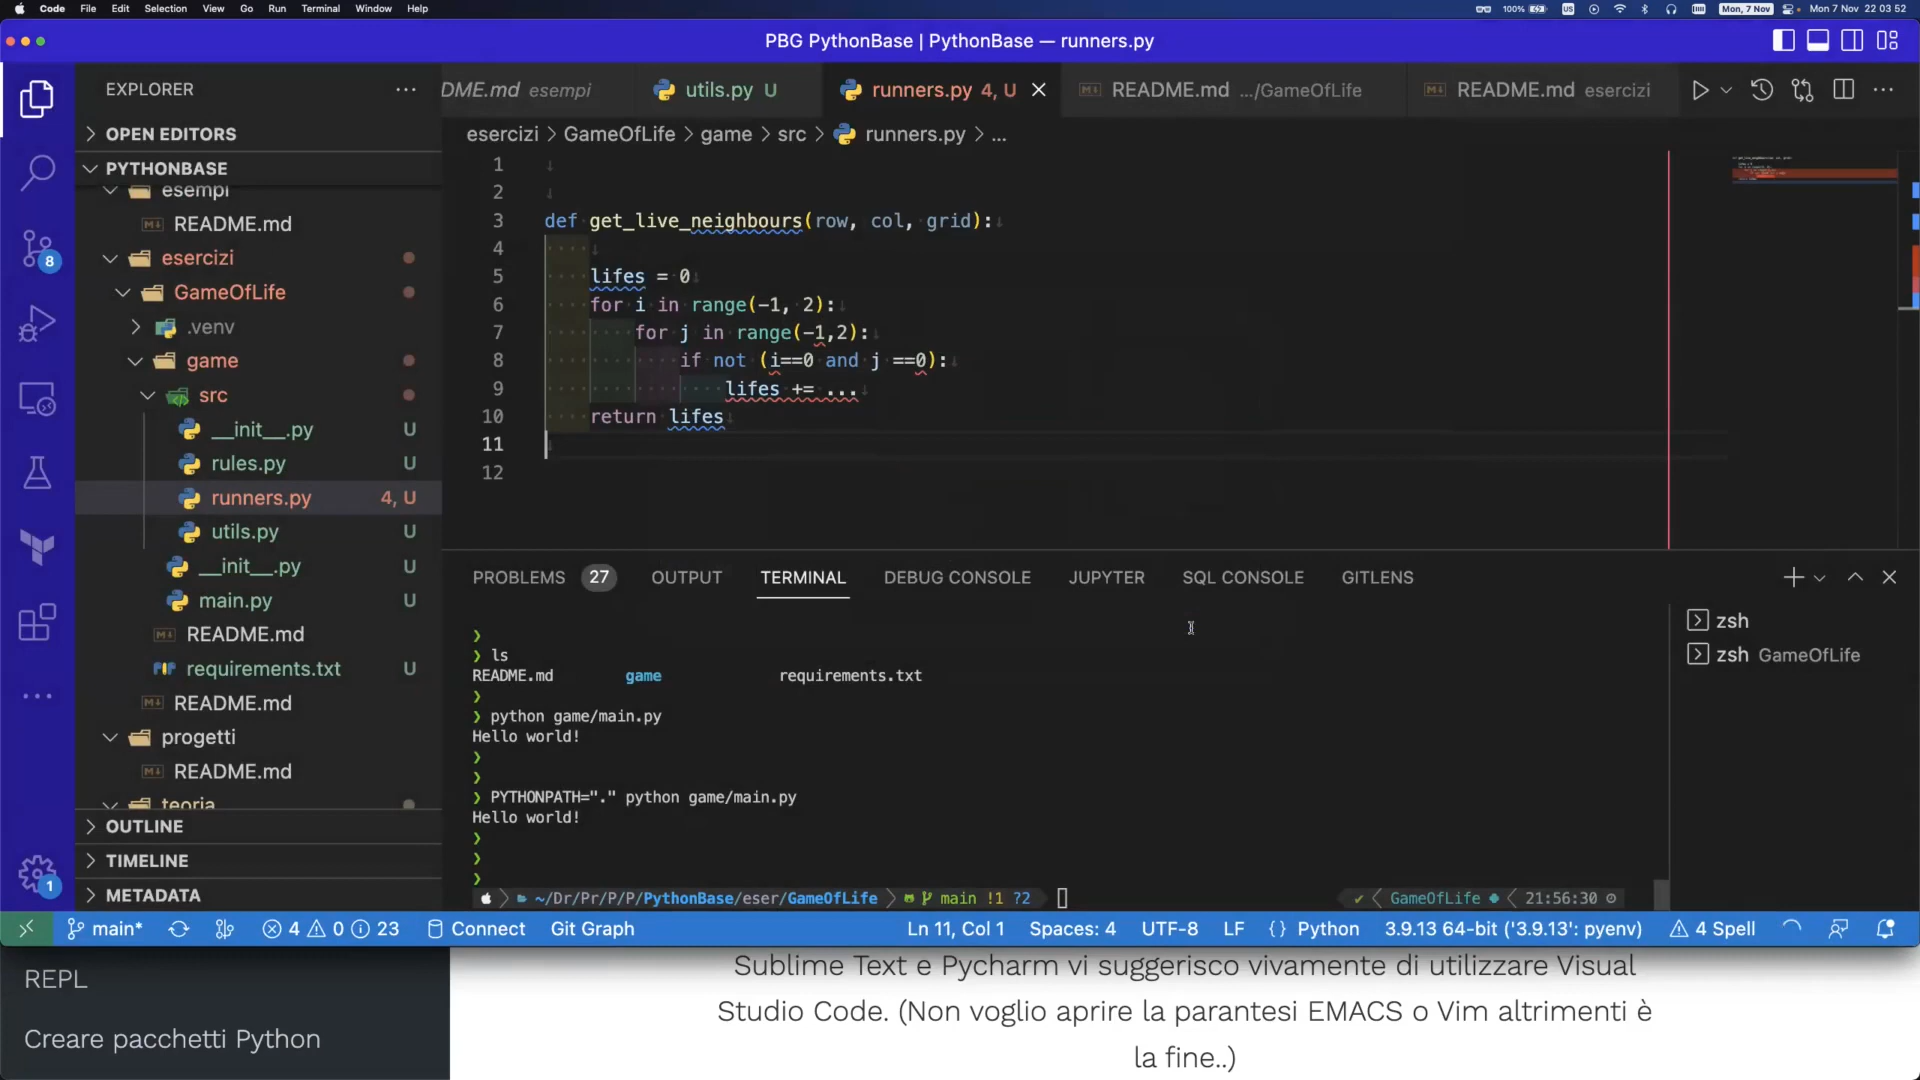 Code File Edit Selection View Go Run Terminal Window Help 100% US Mon, 7 Nov Mon 7 Nov 22 03 52
PBG PythonBase | PythonBase — runners.py
EXPLORER
OPEN EDITORS
PYTHONBASE
esempi
README.md
esercizi
GameOfLife
.venv
game
src
__init__.py U
rules.py U
runners.py 4, U
utils.py U
__init__.py U
main.py U
README.md
requirements.txt U
README.md
progetti
README.md
teoria
OUTLINE
TIMELINE
METADATA
8
1
DME.md esempi utils.py U runners.py 4, U README.md .../GameOfLife README.md esercizi
esercizi > GameOfLife > game > src > runners.py > ...
1
2
3 def get_live_neighbours(row, col, grid):
4
5 lifes = 0
6 for i in range(-1, 2):
7 for j in range(-1,2):
8 if not (i==0 and j ==0):
9 lifes += ...
10 return lifes
11
12
PROBLEMS 27 OUTPUT TERMINAL DEBUG CONSOLE JUPYTER SQL CONSOLE GITLENS
❯
❯ ls
README.md game requirements.txt
❯
❯ python game/main.py
Hello world!
❯
❯
❯ PYTHONPATH="." python game/main.py
Hello world!
❯
❯
❯
~/Dr/Pr/P/P/PythonBase/eser/GameOfLife main !1 ?2 GameOfLife 21:56:30
zsh
zsh GameOfLife
main* 4 0 23 Connect Git Graph Ln 11, Col 1 Spaces: 4 UTF-8 LF {} Python 3.9.13 64-bit ('3.9.13': pyenv) 4 Spell
REPL
Creare pacchetti Python
Sublime Text e Pycharm vi suggerisco vivamente di utilizzare Visual
Studio Code. (Non voglio aprire la parantesi EMACS o Vim altrimenti è
la fine..)